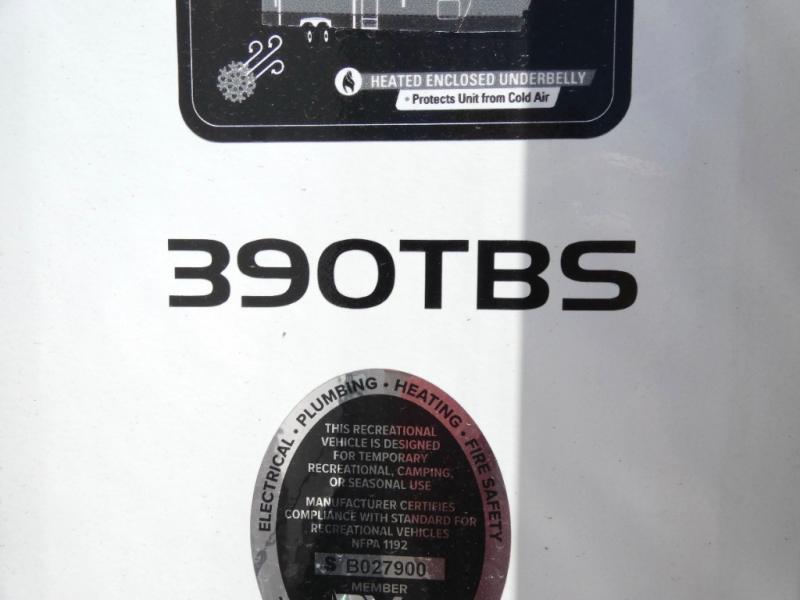 HEATED ENCLOSED UNDERBELLY
• Protects Unit from Cold Air
390TBS
ELECTRICAL • PLUMBING • HEATING • FIRE SAFETY
THIS RECREATIONAL
VEHICLE IS DESIGNED
FOR TEMPORARY
RECREATIONAL, CAMPING,
OR SEASONAL USE
MANUFACTURER CERTIFIES
COMPLIANCE WITH STANDARD FOR
RECREATIONAL VEHICLES
NFPA 1192
S B027900
MEMBER